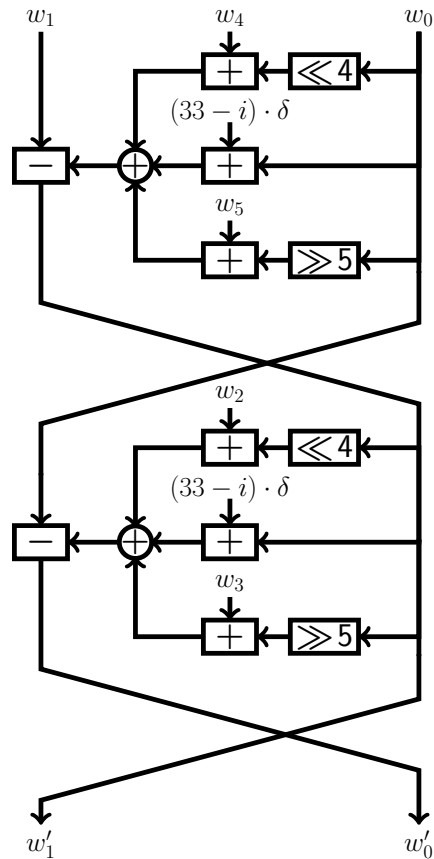 w₁ w₄ w₀
+ ≪ 4
(33 − i) · δ
− + +
w₅
+ ≫ 5
w₂
+ ≪ 4
(33 − i) · δ
− + +
w₃
+ ≫ 5
w′₁ w′₀